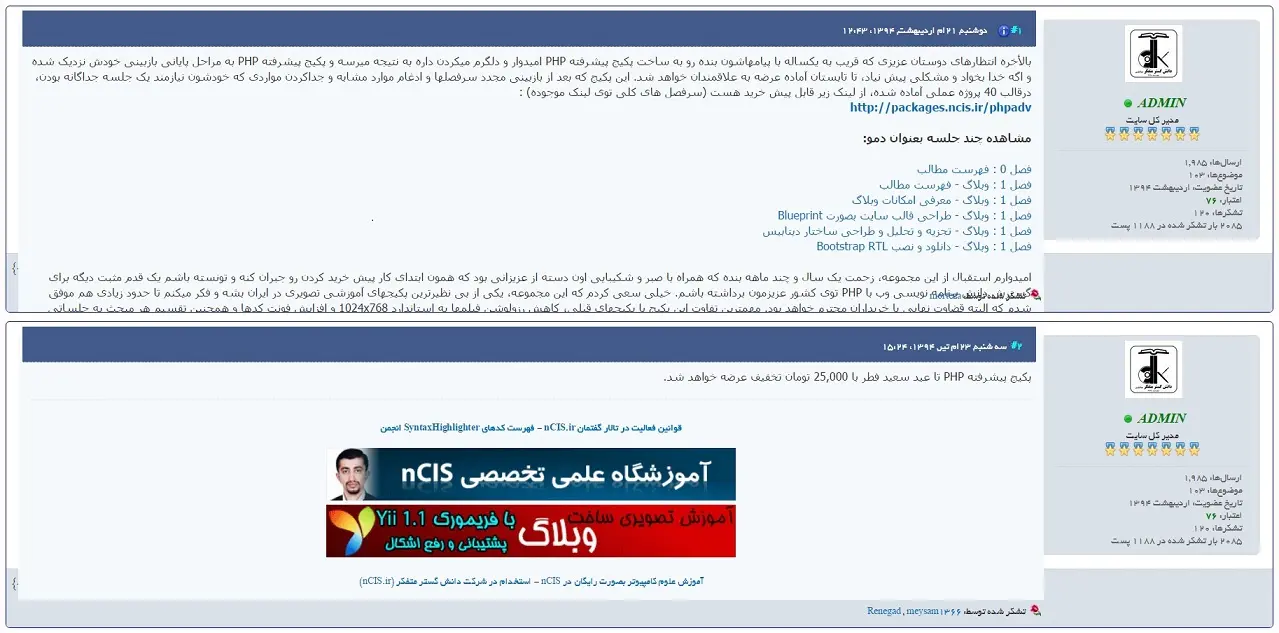 #۱ دوشنبه ۲۱ام اردیبهشت ۱۳۹۴، ۱۲:۴۳
بالأخره انتظارهای دوستان عزیزی که قریب به یکساله با پیامهاشون بنده رو به ساخت پکیج پیشرفته PHP امیدوار و دلگرم میکردن داره به نتیجه میرسه و پکیج پیشرفته PHP به مراحل پایانی بازبینی خودش نزدیک شده
و اگه خدا بخواد و مشکلی پیش نیاد، تا تابستان آماده عرضه به علاقمندان خواهد شد. این پکیج که بعد از بازبینی مجدد سرفصلها و ادغام موارد مشابه و جداکردن مواردی که خودشون نیازمند یک جلسه جداگانه بودن،
درقالب 40 پروژه عملی آماده شده، از لینک زیر قابل پیش خرید هست (سرفصل های کلی توی لینک موجوده) :
http://packages.ncis.ir/phpadv
مشاهده چند جلسه بعنوان دمو:
فصل 0 : فهرست مطالب
فصل 1 : وبلاگ - فهرست مطالب
فصل 1 : وبلاگ - معرفی امکانات وبلاگ
فصل 1 : وبلاگ - طراحی قالب سایت بصورت Blueprint
فصل 1 : وبلاگ - تجزیه و تحلیل و طراحی ساختار دیتابیس
فصل 1 : وبلاگ - دانلود و نصب Bootstrap RTL
امیدوارم استقبال از این مجموعه، زحمت یک سال و چند ماهه بنده که همراه با صبر و شکیبایی اون دسته از عزیزانی بود که همون ابتدای کار پیش خرید کردن رو جبران کنه و تونسته باشم یک قدم مثبت دیگه برای
برنامه نویسی وب با PHP توی کشور عزیزمون برداشته باشم. خیلی سعی کردم که این مجموعه، یکی از بی نظیرترین پکیجهای آموزشی تصویری در ایران بشه و فکر میکنم تا حدود زیادی هم موفق
شدم که البته قضاوت نهایی با خریداران محترم خواهد بود. مهمترین تفاوت این پکیج با پکیجهای قبلی، کاهش رزولوشن فیلمها به استاندارد 1024x768 و افزایش فونت کدها و همچنین تقسیم هر مبحث به جلساتی
تشکر شده توسط:
ADMIN
مدیر کل سایت
ارسال‌ها: ۱,۹۸۵
موضوع‌ها: ۱۰۳
تاریخ عضویت: اردیبهشت ۱۳۹۴
اعتبار: ۷۶
تشکرها: ۱۲۰
۲۰۸۵ بار تشکر شده در ۱۱۸۸ پست
#۲ سه شنبه ۲۳ام تیر ۱۳۹۴، ۱۵:۲۴
پکیج پیشرفته PHP تا عید سعید فطر با 25,000 تومان تخفیف عرضه خواهد شد.
قوانین فعالیت در تالار گفتمان nCIS.ir - فهرست کدهای SyntaxHighlighter انجمن
آموزشگاه علمی تخصصی nCIS
آموزش تصویری ساخت وبلاگ با فریمورک Yii 1.1
پشتیبانی و رفع اشکال
آموزش علوم کامپیوتر بصورت رایگان در nCIS - استخدام در شرکت دانش گستر متفکر (nCIS.ir)
تشکر شده توسط: Renegad, meysam۱۳۶۶
ADMIN
مدیر کل سایت
ارسال‌ها: ۱,۹۸۵
موضوع‌ها: ۱۰۳
تاریخ عضویت: اردیبهشت ۱۳۹۴
اعتبار: ۷۶
تشکرها: ۱۲۰
۲۰۸۵ بار تشکر شده در ۱۱۸۸ پست